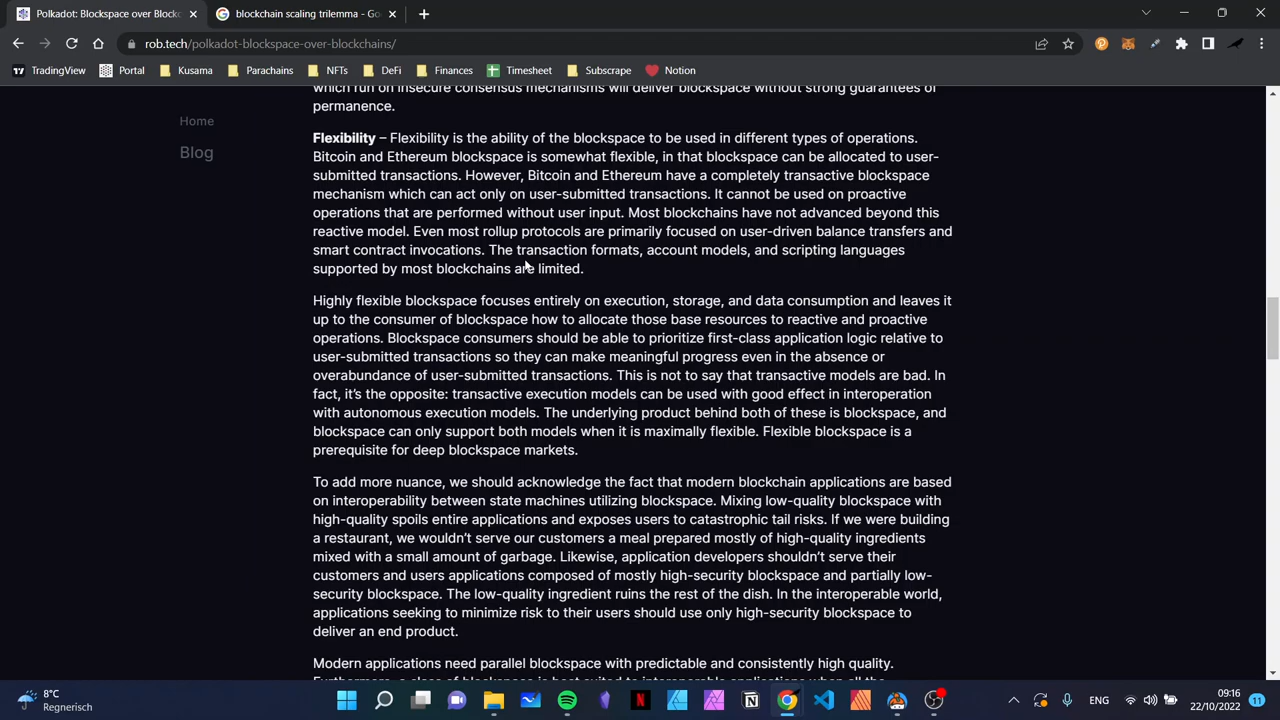 Polkadot: Blockspace over Blockc
blockchain scaling trilemma - Go
rob.tech/polkadot-blockspace-over-blockchains/
TradingView
Portal
Kusama
Parachains
NFTs
DeFi
Finances
Timesheet
Subscrape
Notion
Home
Blog
which run on insecure consensus mechanisms will deliver blockspace without strong guarantees of
permanence.
Flexibility – Flexibility is the ability of the blockspace to be used in different types of operations.
Bitcoin and Ethereum blockspace is somewhat flexible, in that blockspace can be allocated to user-
submitted transactions. However, Bitcoin and Ethereum have a completely transactive blockspace
mechanism which can act only on user-submitted transactions. It cannot be used on proactive
operations that are performed without user input. Most blockchains have not advanced beyond this
reactive model. Even most rollup protocols are primarily focused on user-driven balance transfers and
smart contract invocations. The transaction formats, account models, and scripting languages
supported by most blockchains are limited.
Highly flexible blockspace focuses entirely on execution, storage, and data consumption and leaves it
up to the consumer of blockspace how to allocate those base resources to reactive and proactive
operations. Blockspace consumers should be able to prioritize first-class application logic relative to
user-submitted transactions so they can make meaningful progress even in the absence or
overabundance of user-submitted transactions. This is not to say that transactive models are bad. In
fact, it's the opposite: transactive execution models can be used with good effect in interoperation
with autonomous execution models. The underlying product behind both of these is blockspace, and
blockspace can only support both models when it is maximally flexible. Flexible blockspace is a
prerequisite for deep blockspace markets.
To add more nuance, we should acknowledge the fact that modern blockchain applications are based
on interoperability between state machines utilizing blockspace. Mixing low-quality blockspace with
high-quality spoils entire applications and exposes users to catastrophic tail risks. If we were building
a restaurant, we wouldn't serve our customers a meal prepared mostly of high-quality ingredients
mixed with a small amount of garbage. Likewise, application developers shouldn't serve their
customers and users applications composed of mostly high-security blockspace and partially low-
security blockspace. The low-quality ingredient ruins the rest of the dish. In the interoperable world,
applications seeking to minimize risk to their users should use only high-security blockspace to
deliver an end product.
Modern applications need parallel blockspace with predictable and consistently high quality.
8°C
Regnerisch
ENG
09:16
22/10/2022
11